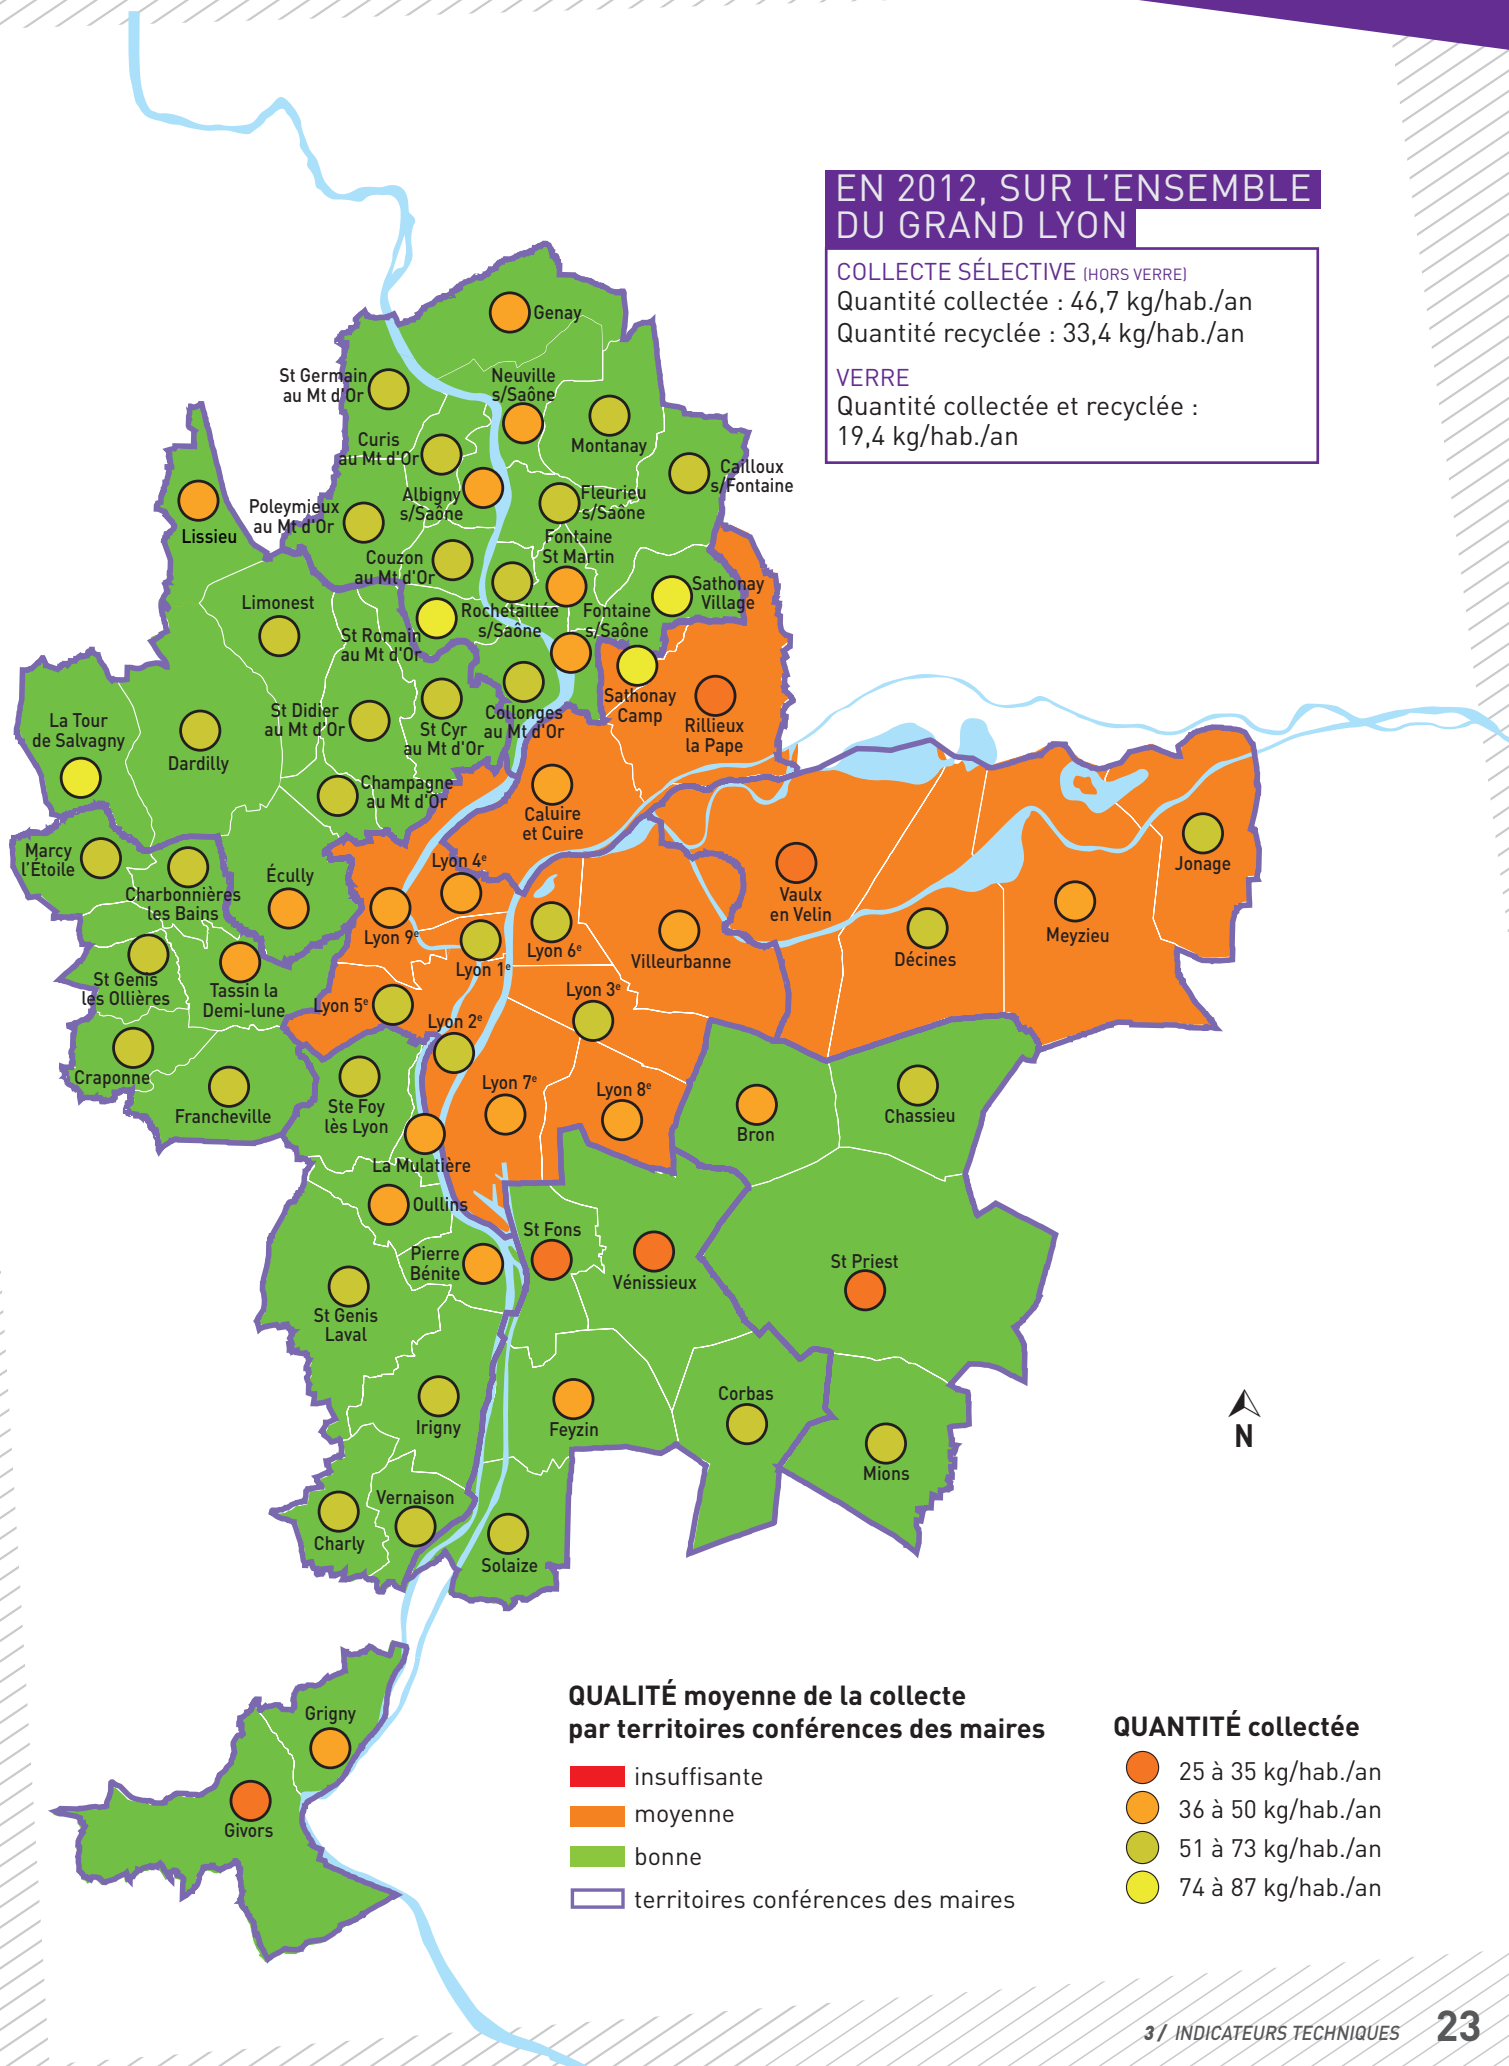 EN 2012, SUR L'ENSEMBLE
DU GRAND LYON
COLLECTE SÉLECTIVE (HORS VERRE)
Quantité collectée : 46,7 kg/hab./an
Quantité recyclée : 33,4 kg/hab./an
VERRE
Quantité collectée et recyclée :
19,4 kg/hab./an
Genay
St Germain
au Mt d'Or
Neuville
s/Saône
Curis
au Mt d'Or
Montanay
Cailloux
s/Fontaine
Albigny
s/Saône
Fleurieu
s/Saône
Poleymieux
au Mt d'Or
Lissieu
Fontaine
St Martin
Couzon
au Mt d'Or
Sathonay
Village
Limonest
Rochetaillée
s/Saône
Fontaine
s/Saône
St Romain
au Mt d'Or
Sathonay
Camp
St Didier
au Mt d'Or
St Cyr
au Mt d'Or
Collonges
au Mt d'Or
Rillieux
la Pape
La Tour
de Salvagny
Dardilly
Champagne
au Mt d'Or
Caluire
et Cuire
Marcy
l'Étoile
Lyon 4e
Jonage
Écully
Charbonnières
les Bains
Vaulx
en Velin
Lyon 9e
Lyon 6e
Meyzieu
Lyon 1e
Villeurbanne
Décines
St Genis
les Ollières
Tassin la
Demi-lune
Lyon 5e
Lyon 3e
Lyon 2e
Craponne
Lyon 7e
Lyon 8e
Francheville
Ste Foy
lès Lyon
Chassieu
Bron
La Mulatière
Oullins
St Fons
Pierre
Bénite
Vénissieux
St Priest
St Genis
Laval
Corbas
Irigny
Feyzin
N
Mions
Vernaison
Charly
Solaize
Grigny
Givors
QUALITÉ moyenne de la collecte
par territoires conférences des maires
insuffisante
moyenne
bonne
territoires conférences des maires
QUANTITÉ collectée
25 à 35 kg/hab./an
36 à 50 kg/hab./an
51 à 73 kg/hab./an
74 à 87 kg/hab./an
3 / INDICATEURS TECHNIQUES 23